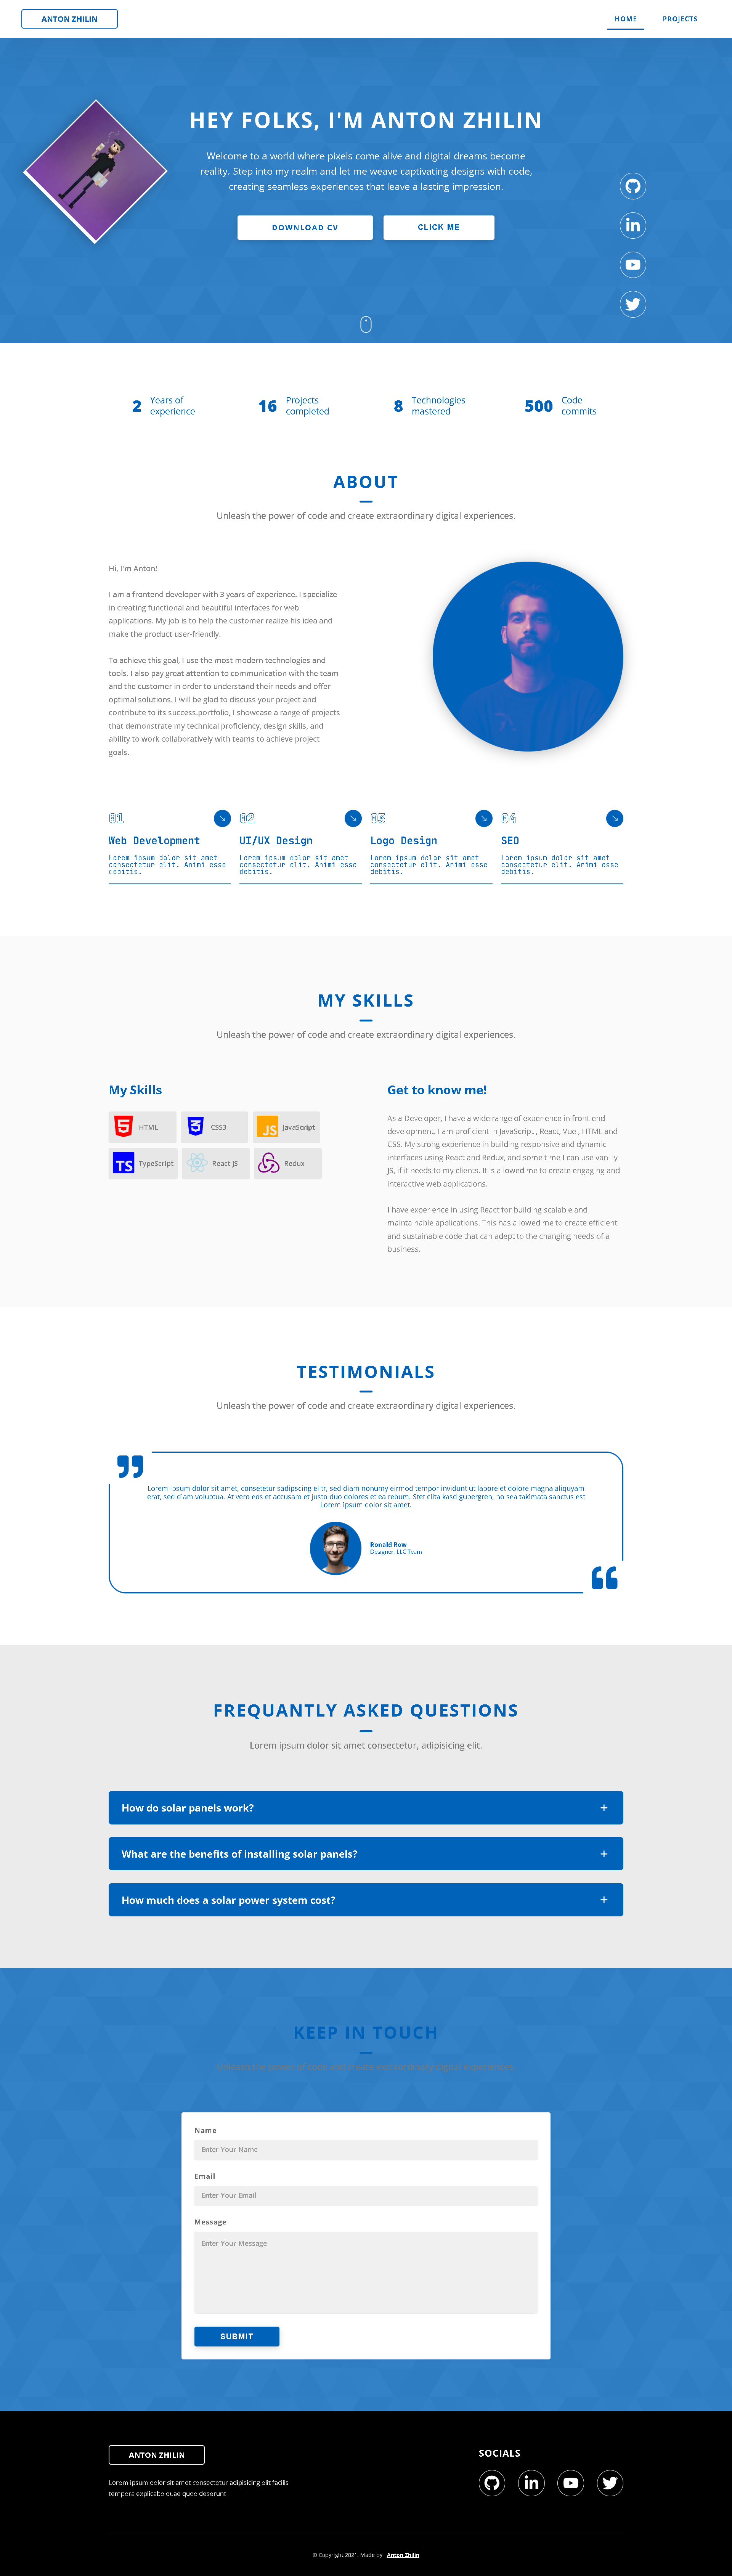 ANTON ZHILIN
HOME
PROJECTS
HEY FOLKS, I'M ANTON ZHILIN
Welcome to a world where pixels come alive and digital dreams become
reality. Step into my realm and let me weave captivating designs with code,
creating seamless experiences that leave a lasting impression.
DOWNLOAD CV
CLICK ME
2
Years of
experience
16
Projects
completed
8
Technologies
mastered
500
Code
commits
ABOUT
Unleash the power of code and create extraordinary digital experiences.
Hi, I'm Anton!
I am a frontend developer with 3 years of experience. I specialize
in creating functional and beautiful interfaces for web
applications. My job is to help the customer realize his idea and
make the product user-friendly.
To achieve this goal, I use the most modern technologies and
tools. I also pay great attention to communication with the team
and the customer in order to understand their needs and offer
optimal solutions. I will be glad to discuss your project and
contribute to its success.portfolio, I showcase a range of projects
that demonstrate my technical proficiency, design skills, and
ability to work collaboratively with teams to achieve project
goals.
01
Web Development
Lorem ipsum dolor sit amet
consectetur elit. Animi esse
debitis.
02
UI/UX Design
Lorem ipsum dolor sit amet
consectetur elit. Animi esse
debitis.
03
Logo Design
Lorem ipsum dolor sit amet
consectetur elit. Animi esse
debitis.
04
SEO
Lorem ipsum dolor sit amet
consectetur elit. Animi esse
debitis.
MY SKILLS
Unleash the power of code and create extraordinary digital experiences.
My Skills
HTML
CSS3
JS
JavaScript
TS
TypeScript
React JS
Redux
Get to know me!
As a Developer, I have a wide range of experience in front-end
development. I am proficient in JavaScript , React, Vue , HTML and
CSS. My strong experience in building responsive and dynamic
interfaces using React and Redux, and some time I can use vanilly
JS, if it needs to my clients. It is allowed me to create engaging and
interactive web applications.
I have experience in using React for building scalable and
maintainable applications. This has allowed me to create efficient
and sustainable code that can adept to the changing needs of a
business.
TESTIMONIALS
Unleash the power of code and create extraordinary digital experiences.
Lorem ipsum dolor sit amet, consetetur sadipscing elitr, sed diam nonumy eirmod tempor invidunt ut labore et dolore magna aliquyam
erat, sed diam voluptua. At vero eos et accusam et justo duo dolores et ea rebum. Stet clita kasd gubergren, no sea takimata sanctus est
Lorem ipsum dolor sit amet.
Ronald Row
Designer, LLC Team
FREQUANTLY ASKED QUESTIONS
Lorem ipsum dolor sit amet consectetur, adipisicing elit.
How do solar panels work?
What are the benefits of installing solar panels?
How much does a solar power system cost?
KEEP IN TOUCH
Name
Enter Your Name
Email
Enter Your Email
Message
Enter Your Message
SUBMIT
ANTON ZHILIN
Lorem ipsum dolor sit amet consectetur adipisicing elit facilis
tempora explicabo quae quod deserunt
SOCIALS
© Copyright 2021. Made by Anton Zhilin